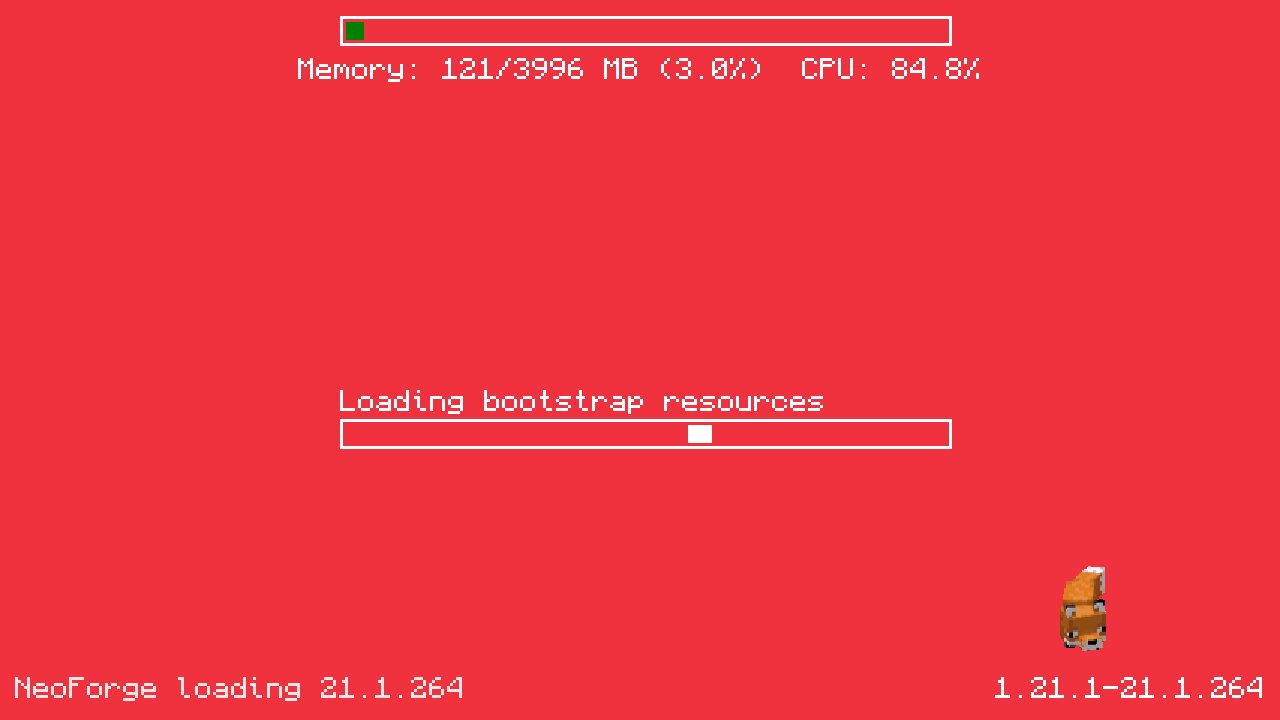 Memory: 121/3996 MB (3.0%)  CPU: 84.8%
Loading bootstrap resources
NeoForge loading 21.1.264
1.21.1-21.1.264